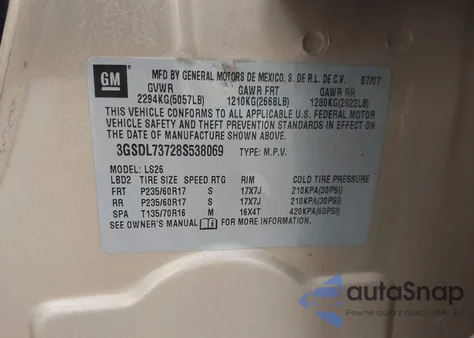 GM
MFD BY GENERAL MOTORS DE MEXICO, S. DE R.L. DE C.V. 07/07
GVWR GAWR FRT GAWR RR
2294KG(5057LB) 1210KG(2668LB) 1280KG(2822LB)
THIS VEHICLE CONFORMS TO ALL APPLICABLE U.S. FEDERAL MOTOR
VEHICLE SAFETY AND THEFT PREVENTION STANDARDS IN EFFECT ON
THE DATE OF MANUFACTURE SHOWN ABOVE.
3GSDL73728S538069 TYPE: M.P.V.
MODEL: LS26
LBD2 TIRE SIZE SPEED RTG RIM COLD TIRE PRESSURE
FRT P235/60R17 S 17X7J 210KPA(30PSI)
RR P235/60R17 S 17X7J 210KPA(30PSI)
SPA T135/70R16 M 16X4T 420KPA(60PSI)
SEE OWNER'S MANUAL FOR MORE INFORMATION
autoSnap
Pewne auta z aukcji USA